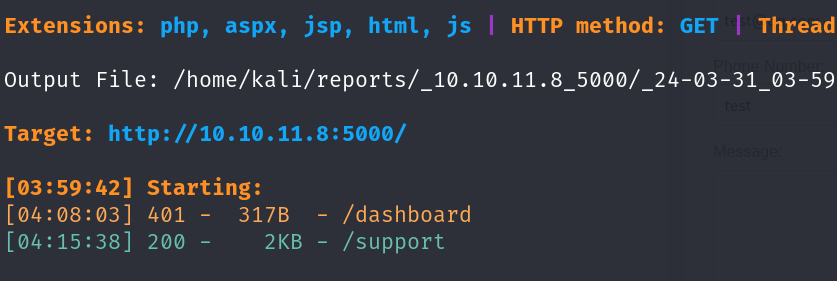 Extensions: php, aspx, jsp, html, js | HTTP method: GET | Thread
Output File: /home/kali/reports/_10.10.11.8_5000/_24-03-31_03-59
Target: http://10.10.11.8:5000/
[03:59:42] Starting:
[04:08:03] 401 -  317B  - /dashboard
[04:15:38] 200 -    2KB - /support
Phone Number:
test
Message: